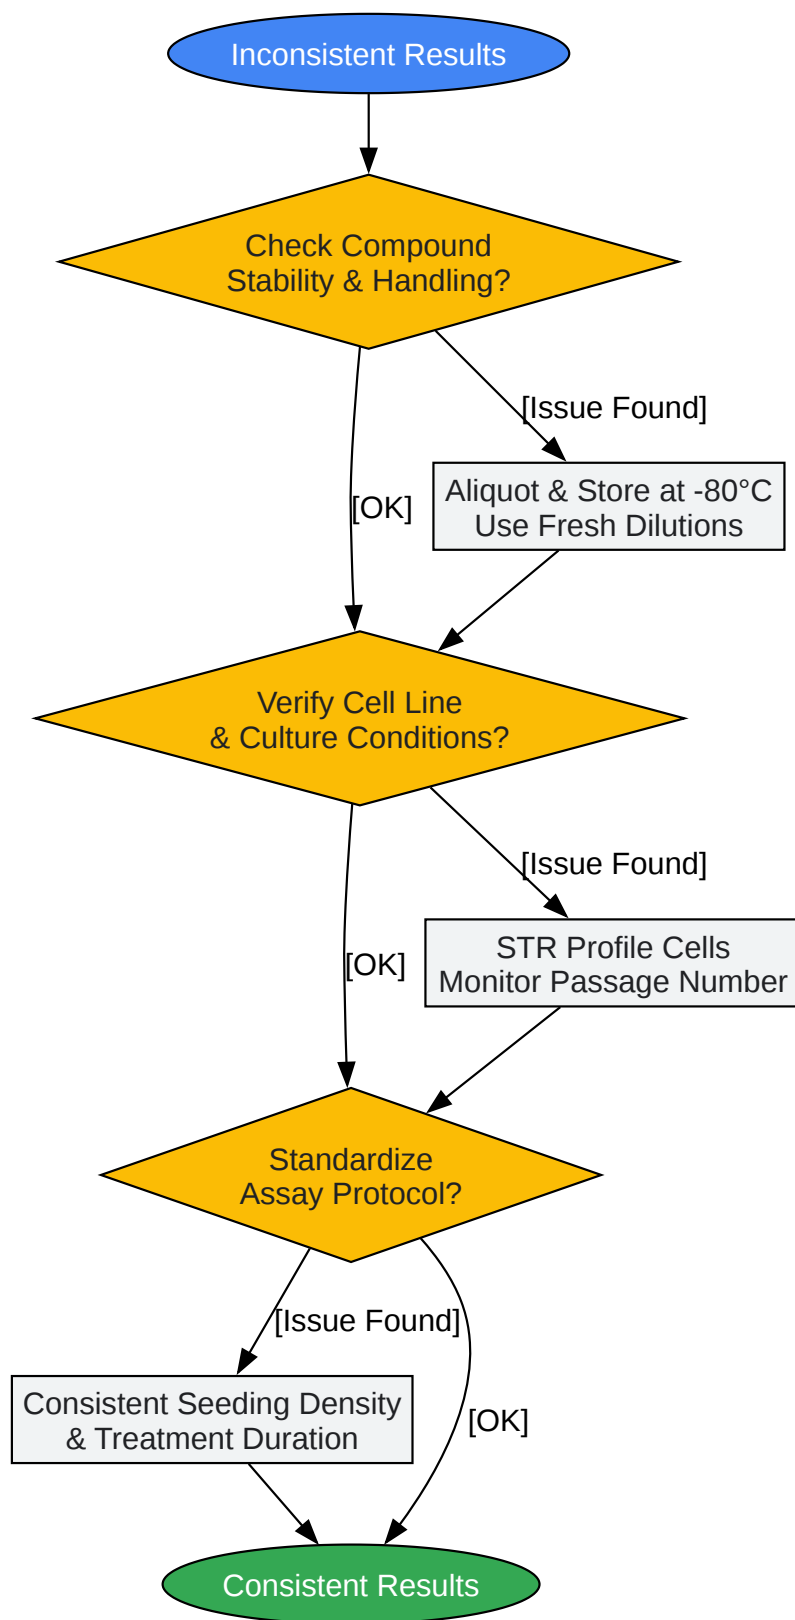 Inconsistent Results
Check Compound
Stability & Handling?
[Issue Found]
Aliquot & Store at -80°C
Use Fresh Dilutions
[OK]
Verify Cell Line
& Culture Conditions?
[Issue Found]
STR Profile Cells
Monitor Passage Number
[OK]
Standardize
Assay Protocol?
[Issue Found]
Consistent Seeding Density
& Treatment Duration
[OK]
Consistent Results